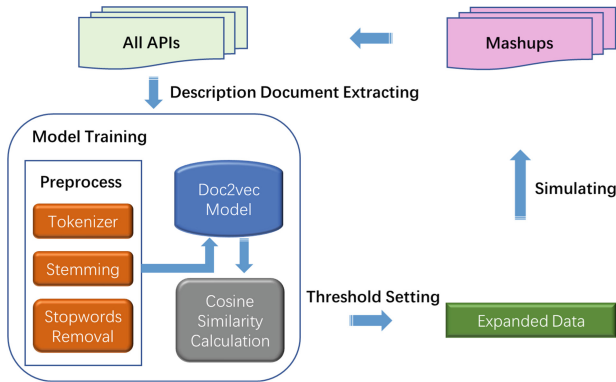 All APIs
Mashups
Description Document Extracting
Model Training
Preprocess
Tokenizer
Stemming
Stopwords
Removal
Doc2vec
Model
Cosine
Similarity
Calculation
Threshold Setting
Simulating
Expanded Data